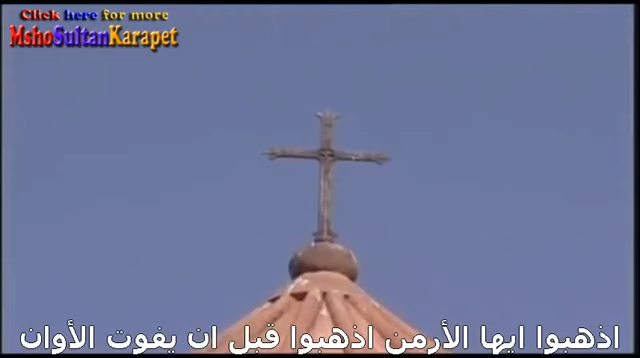 Click here for more
MshoSultanKarapet
اذهبوا ايها الأرمن اذهبوا قبل ان يفوت الأوان